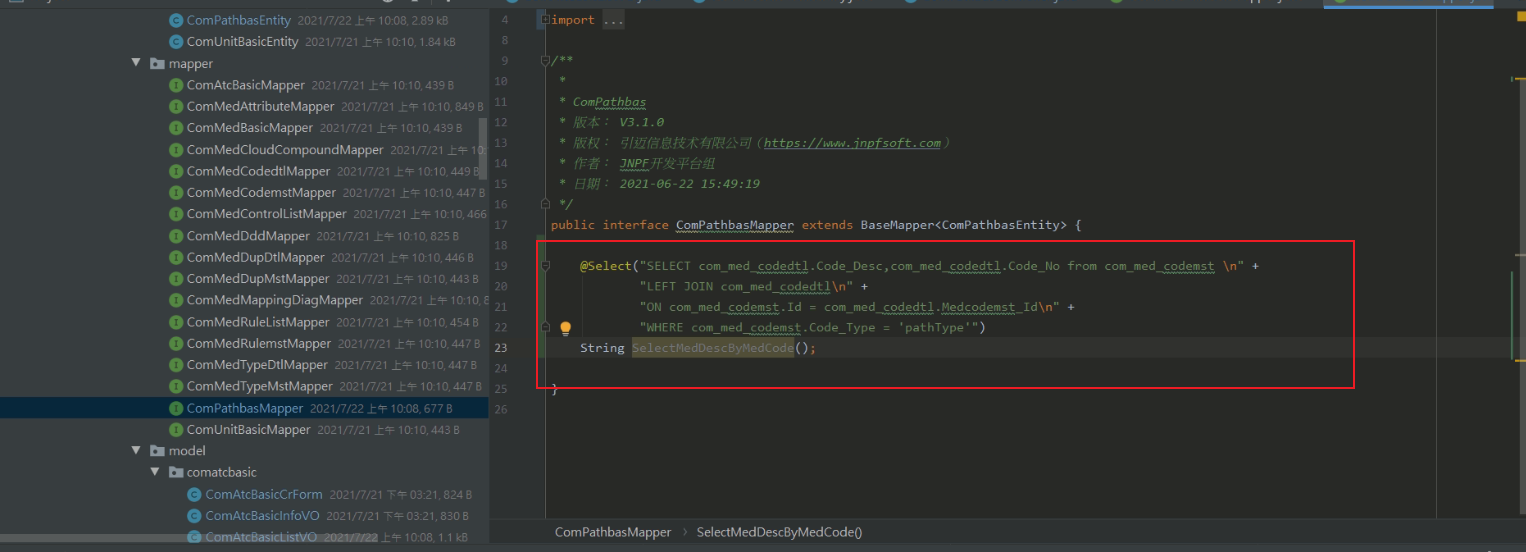 ComPathbasEntity 2021/7/22 上午 10:08, 2.89 kB
ComUnitBasicEntity 2021/7/21 上午 10:10, 1.84 kB
mapper
ComAtcBasicMapper 2021/7/21 上午 10:10, 439 B
ComMedAttributeMapper 2021/7/21 上午 10:10, 849 B
ComMedBasicMapper 2021/7/21 上午 10:10, 439 B
ComMedCloudCompoundMapper 2021/7/21 上午 10:10
ComMedCodedtlMapper 2021/7/21 上午 10:10, 449 B
ComMedCodemstMapper 2021/7/21 上午 10:10, 447 B
ComMedControlListMapper 2021/7/21 上午 10:10, 466
ComMedDddMapper 2021/7/21 上午 10:10, 825 B
ComMedDupDtlMapper 2021/7/21 上午 10:10, 446 B
ComMedDupMstMapper 2021/7/21 上午 10:10, 443 B
ComMedMappingDiagMapper 2021/7/21 上午 10:10,
ComMedRuleListMapper 2021/7/21 上午 10:10, 454 B
ComMedRulemstMapper 2021/7/21 上午 10:10, 447 B
ComMedTypeDtlMapper 2021/7/21 上午 10:10, 447 B
ComMedTypeMstMapper 2021/7/21 上午 10:10, 447 B
ComPathbasMapper 2021/7/22 上午 10:08, 677 B
ComUnitBasicMapper 2021/7/21 上午 10:10, 443 B
model
comatcbasic
ComAtcBasicCrForm 2021/7/21 下午 03:21, 824 B
ComAtcBasicInfoVO 2021/7/21 下午 03:21, 830 B
ComAtcBasicListVO 2021/7/22 上午 10:08, 1.1 kB
4 import ...
8
9 /**
10 *
11 * ComPathbas
12 * 版本： V3.1.0
13 * 版权： 引迈信息技术有限公司（https://www.jnpfsoft.com）
14 * 作者： JNPF开发平台组
15 * 日期： 2021-06-22 15:49:19
16 */
17 public interface ComPathbasMapper extends BaseMapper<ComPathbasEntity> {
18
19 @Select("SELECT com_med_codedtl.Code_Desc,com_med_codedtl.Code_No from com_med_codemst \n" +
20 "LEFT JOIN com_med_codedtl\n" +
21 "ON com_med_codemst.Id = com_med_codedtl.Medcodemst_Id\n" +
22 "WHERE com_med_codemst.Code_Type = 'pathType'")
23 String SelectMedDescByMedCode();
24
25 }
26
ComPathbasMapper › SelectMedDescByMedCode()